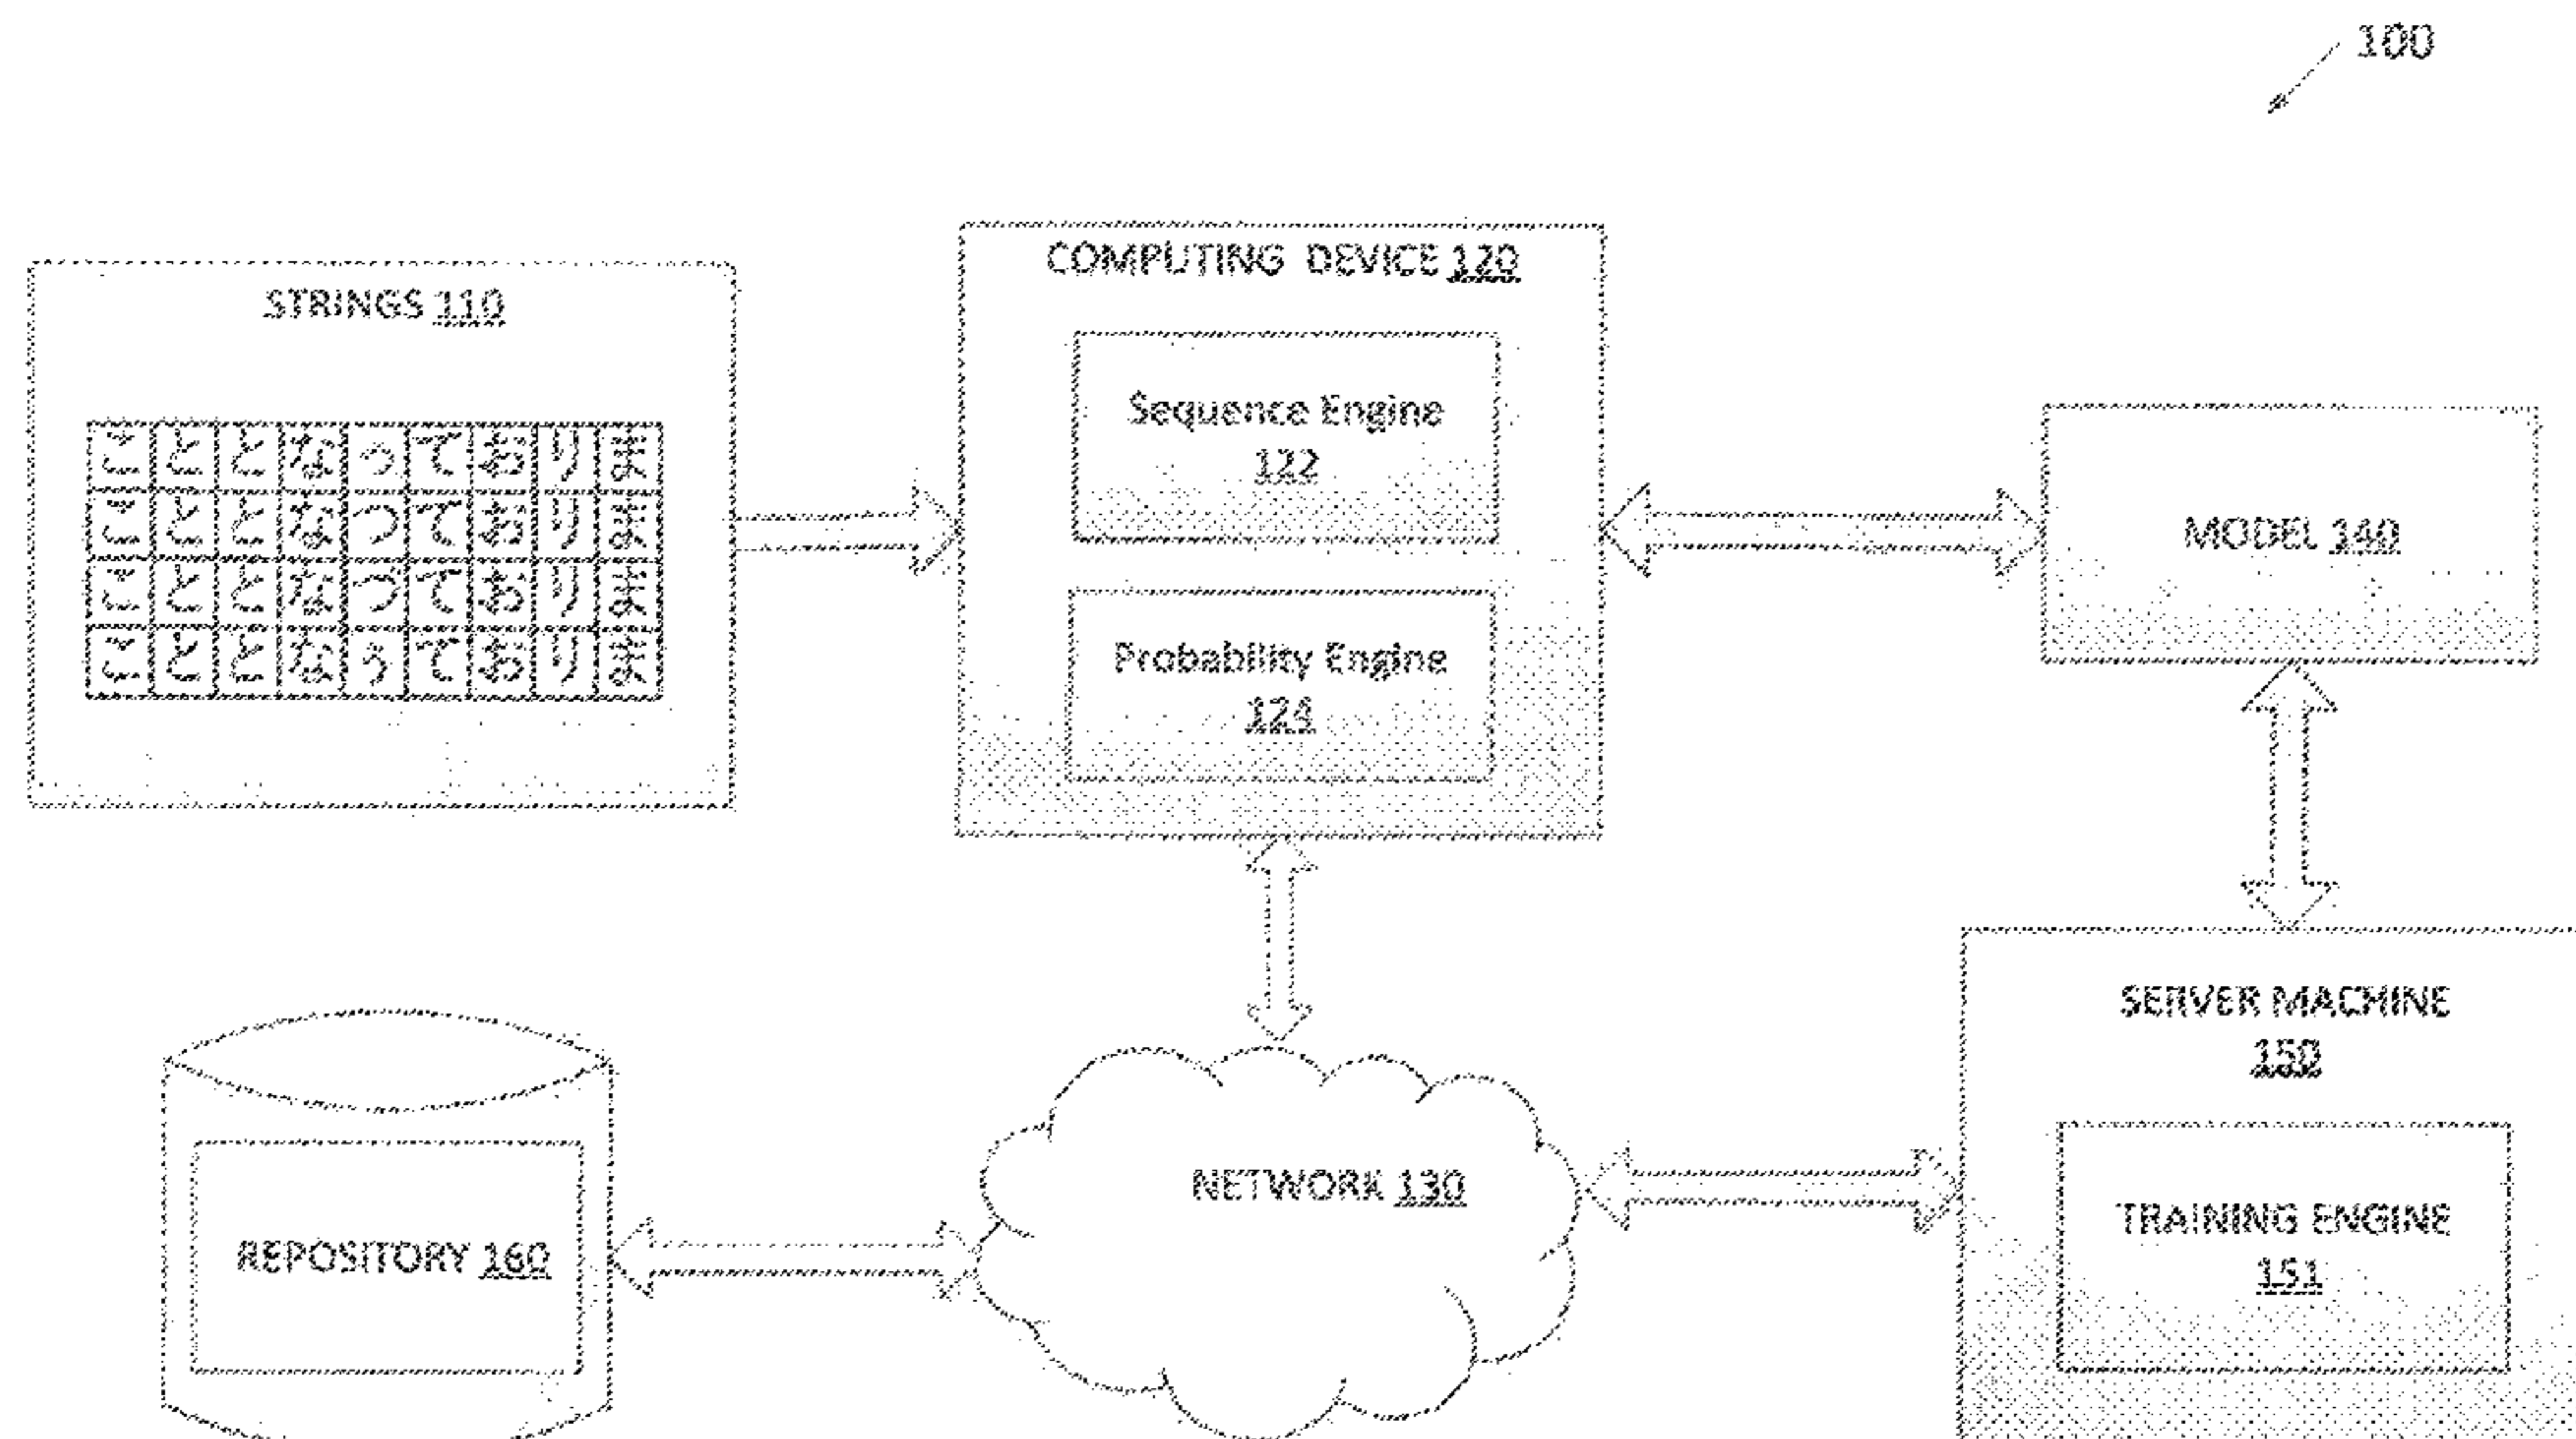 100
STRINGS 110
こととなっておりま
こととなつておりま
こととなづておりま
こととなぅておりま
COMPUTING DEVICE 120
Sequence Engine
122
Probability Engine
124
MODEL 140
SERVER MACHINE
150
TRAINING ENGINE
151
NETWORK 130
REPOSITORY 160